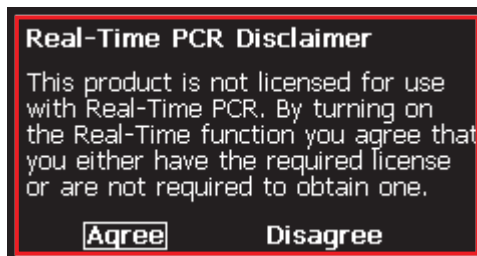 Real-Time PCR Disclaimer
This product is not licensed for use
with Real-Time PCR. By turning on
the Real-Time function you agree that
you either have the required license
or are not required to obtain one.
Agree Disagree